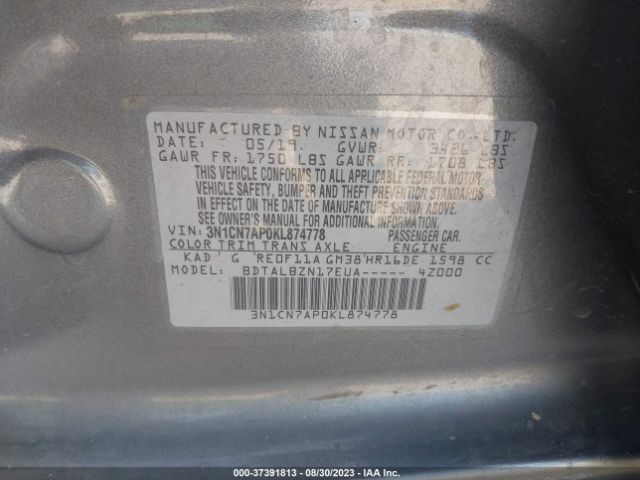 MANUFACTURED BY NISSAN MOTOR CO.,LTD.
DATE: 05/19. GVWR: 3426 LBS
GAWR FR: 1750 LBS GAWR RR: 1708 LBS
THIS VEHICLE CONFORMS TO ALL APPLICABLE FEDERAL MOTOR
VEHICLE SAFETY, BUMPER AND THEFT PREVENTION STANDARDS
IN EFFECT ON THE DATE OF MANUFACTURE SHOWN ABOVE.
SEE OWNER'S MANUAL FOR ADDITIONAL INFORMATION.
VIN: 3N1CN7AP0KL874778 PASSENGER CAR.
COLOR TRIM TRANS AXLE ENGINE
KAD G RE0F11A GM38 HR16DE 1598 CC
MODEL: BDTALBZN17EUA----- 4Z000
3N1CN7AP0KL874778
000-37391813 - 08/30/2023 - IAA Inc.